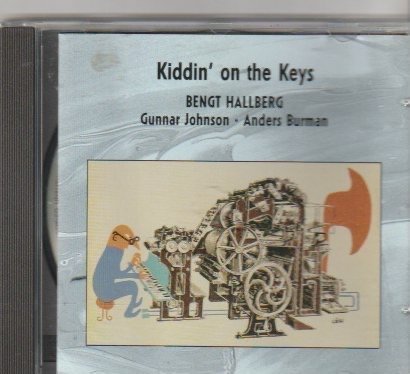 Kiddin' on the Keys
BENGT HALLBERG
Gunnar Johnson · Anders Burman